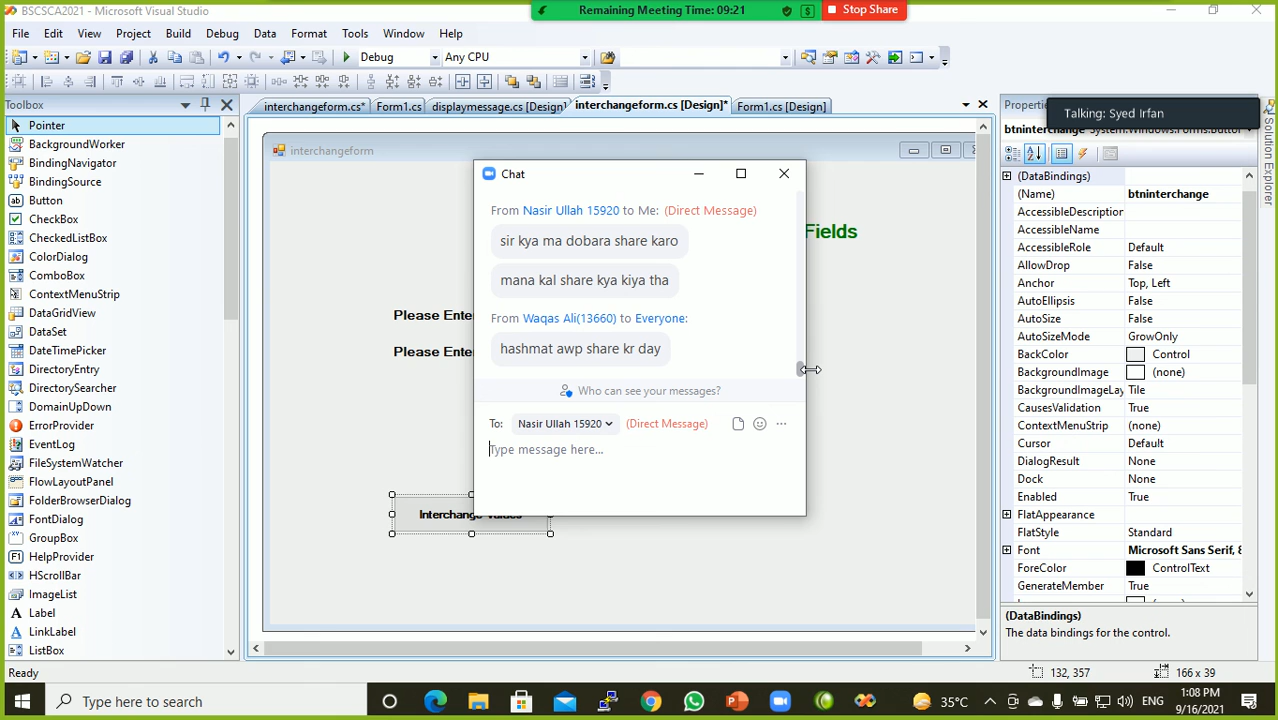 BSCSCA2021 - Microsoft Visual Studio
Remaining Meeting Time: 09:21
Stop Share
File Edit View Project Build Debug Data Format Tools Window Help
Debug Any CPU
Toolbox
interchangeform.cs* Form1.cs displaymessage.cs [Design] interchangeform.cs [Design]* Form1.cs [Design]
Pointer
BackgroundWorker
BindingNavigator
BindingSource
Button
CheckBox
CheckedListBox
ColorDialog
ComboBox
ContextMenuStrip
DataGridView
DataSet
DateTimePicker
DirectoryEntry
DirectorySearcher
DomainUpDown
ErrorProvider
EventLog
FileSystemWatcher
FlowLayoutPanel
FolderBrowserDialog
FontDialog
GroupBox
HelpProvider
HScrollBar
ImageList
Label
LinkLabel
ListBox
interchangeform
Fields
Please Enter
Please Enter
Interchange Values
Chat
From Nasir Ullah 15920 to Me: (Direct Message)
sir kya ma dobara share karo
mana kal share kya kiya tha
From Waqas Ali(13660) to Everyone:
hashmat awp share kr day
Who can see your messages?
To: Nasir Ullah 15920 (Direct Message)
Type message here...
Talking: Syed Irfan
btninterchange System.Windows.Forms.Button
(DataBindings)
(Name) btninterchange
AccessibleDescription
AccessibleName
AccessibleRole Default
AllowDrop False
Anchor Top, Left
AutoEllipsis False
AutoSize False
AutoSizeMode GrowOnly
BackColor Control
BackgroundImage (none)
BackgroundImageLay Tile
CausesValidation True
ContextMenuStrip (none)
Cursor Default
DialogResult None
Dock None
Enabled True
FlatAppearance
FlatStyle Standard
Font Microsoft Sans Serif, 8
ForeColor ControlText
GenerateMember True
(DataBindings)
The data bindings for the control.
Solution Explorer
Ready
132, 357
166 x 39
Type here to search
35°C
ENG
1:08 PM
9/16/2021